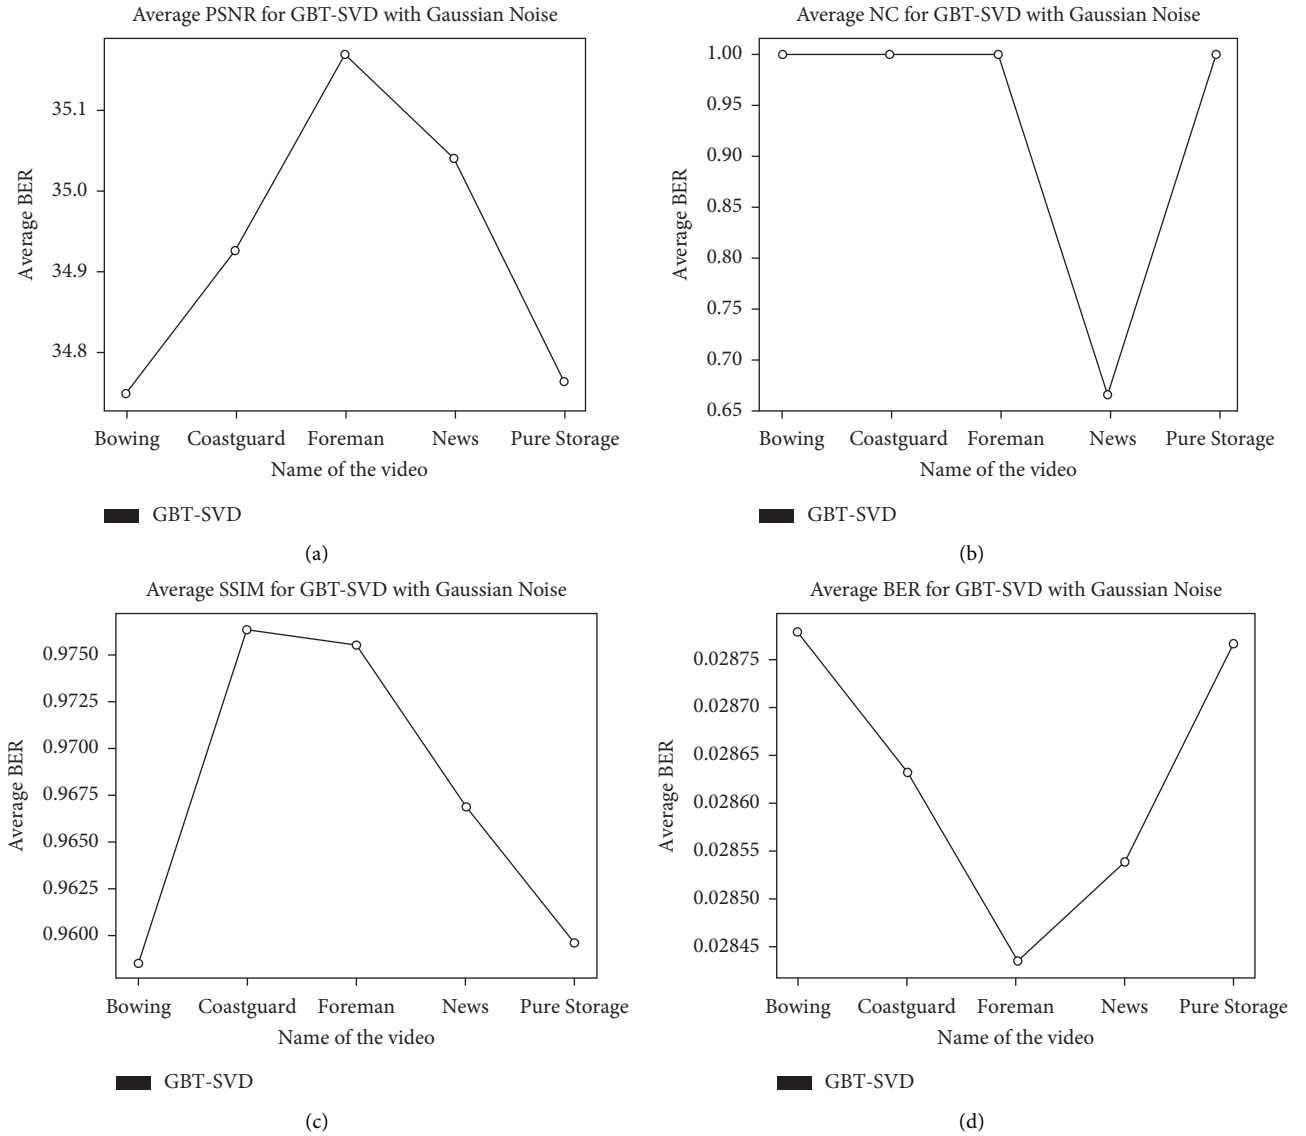 Average PSNR for GBT-SVD with Gaussian Noise
Average BER
35.1
35.0
34.9
34.8
Bowing Coastguard Foreman News Pure Storage
Name of the video
GBT-SVD
(a)
Average NC for GBT-SVD with Gaussian Noise
Average BER
1.00
0.95
0.90
0.85
0.80
0.75
0.70
0.65
Bowing Coastguard Foreman News Pure Storage
Name of the video
GBT-SVD
(b)
Average SSIM for GBT-SVD with Gaussian Noise
Average BER
0.9750
0.9725
0.9700
0.9675
0.9650
0.9625
0.9600
Bowing Coastguard Foreman News Pure Storage
Name of the video
GBT-SVD
(c)
Average BER for GBT-SVD with Gaussian Noise
Average BER
0.02875
0.02870
0.02865
0.02860
0.02855
0.02850
0.02845
Bowing Coastguard Foreman News Pure Storage
Name of the video
GBT-SVD
(d)